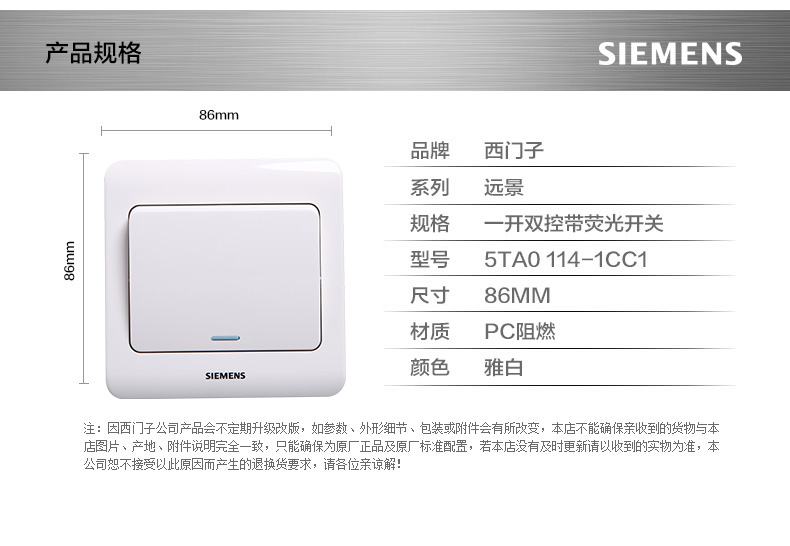 产品规格
SIEMENS
86mm
86mm
SIEMENS
品牌 西门子
系列 远景
规格 一开双控带荧光开关
型号 5TA0 114-1CC1
尺寸 86MM
材质 PC阻燃
颜色 雅白
注：因西门子公司产品会不定期升级改版，如参数、外形细节、包装或附件会有所改变，本店不能确保亲收到的货物与本
店图片、产地、附件说明完全一致，只能确保为原厂正品及原厂标准配置，若本店没有及时更新请以收到的实物为准，本
公司恕不接受以此原因而产生的退换货要求，请各位亲谅解！